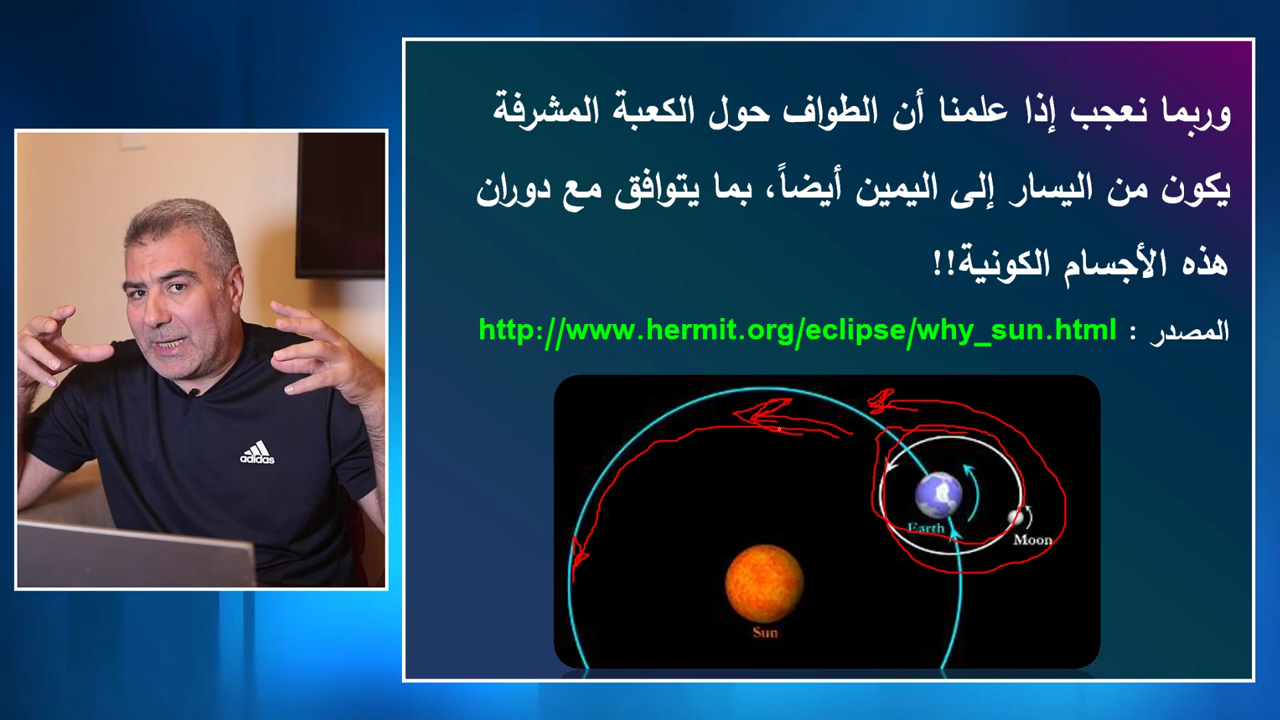 وربما نعجب إذا علمنا أن الطواف حول الكعبة المشرفة
يكون من اليسار إلى اليمين أيضاً، بما يتوافق مع دوران
هذه الأجسام الكونية!!
المصدر : http://www.hermit.org/eclipse/why_sun.html
adidas
Earth
Moon
Sun